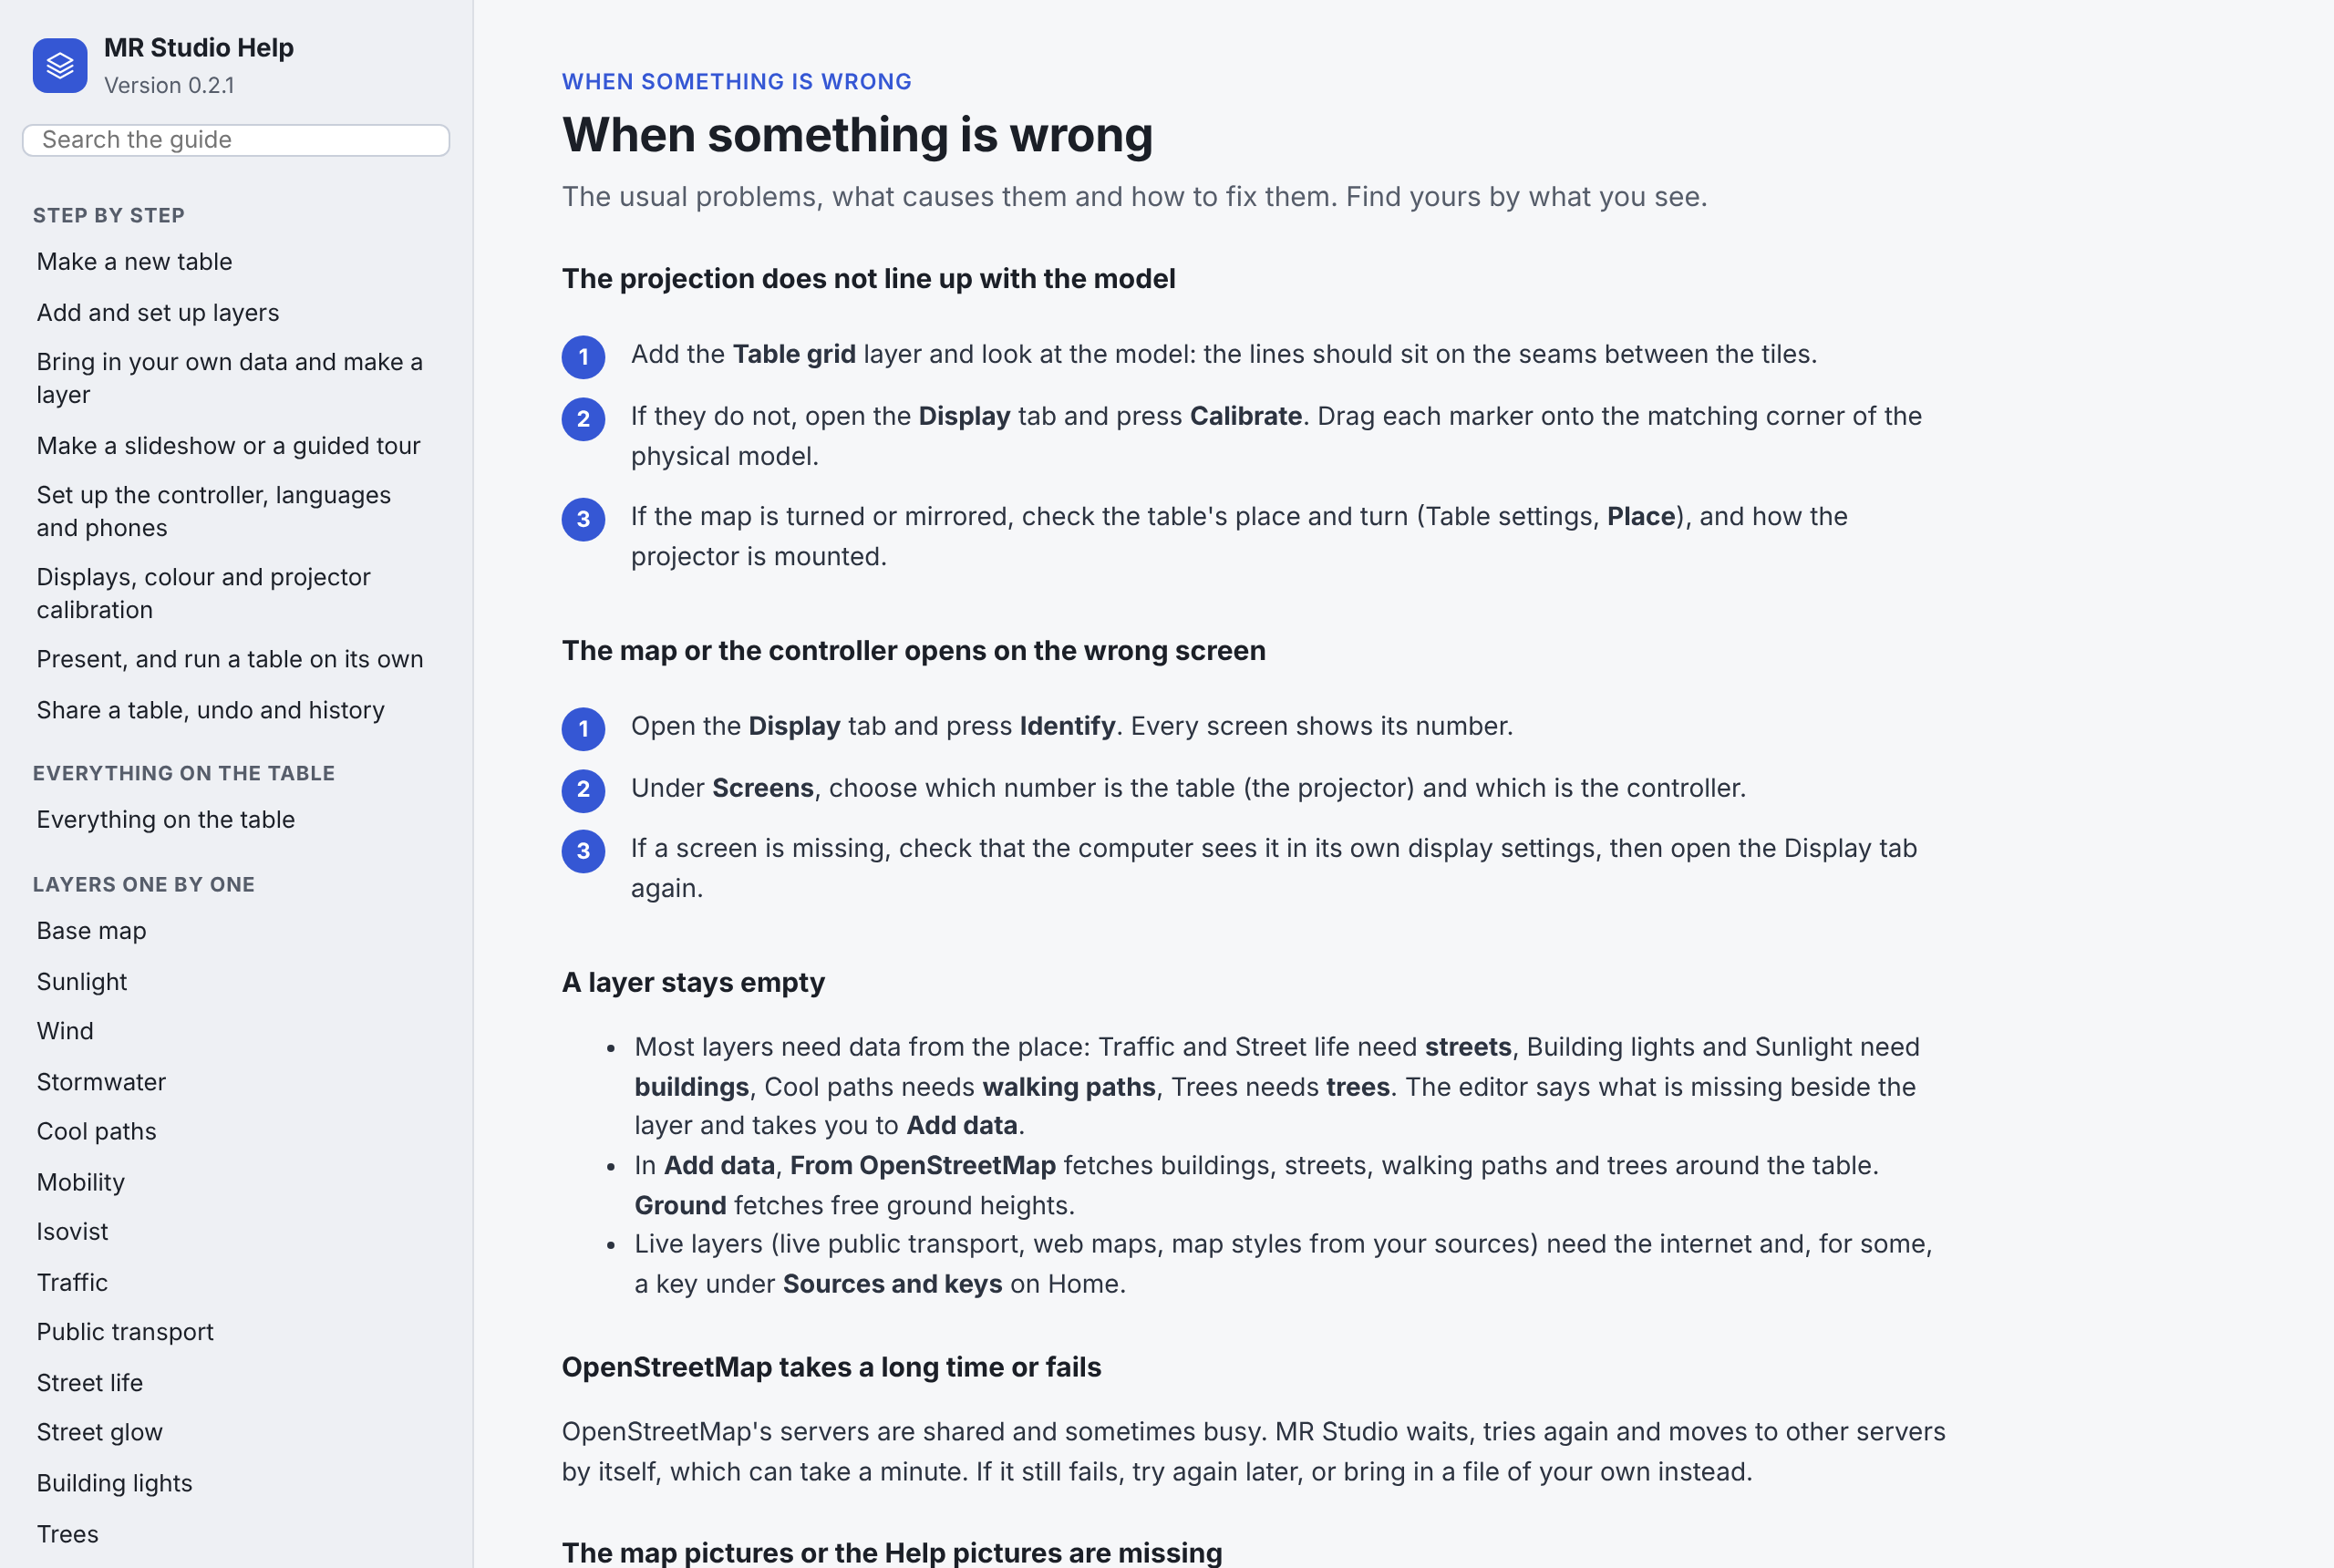 MR Studio Help
Version 0.2.1
Search the guide
STEP BY STEP
Make a new table
Add and set up layers
Bring in your own data and make a
layer
Make a slideshow or a guided tour
Set up the controller, languages
and phones
Displays, colour and projector
calibration
Present, and run a table on its own
Share a table, undo and history
EVERYTHING ON THE TABLE
Everything on the table
LAYERS ONE BY ONE
Base map
Sunlight
Wind
Stormwater
Cool paths
Mobility
Isovist
Traffic
Public transport
Street life
Street glow
Building lights
Trees
WHEN SOMETHING IS WRONG
When something is wrong
The usual problems, what causes them and how to fix them. Find yours by what you see.
The projection does not line up with the model
1 Add the Table grid layer and look at the model: the lines should sit on the seams between the tiles.
2 If they do not, open the Display tab and press Calibrate. Drag each marker onto the matching corner of the
physical model.
3 If the map is turned or mirrored, check the table's place and turn (Table settings, Place), and how the
projector is mounted.
The map or the controller opens on the wrong screen
1 Open the Display tab and press Identify. Every screen shows its number.
2 Under Screens, choose which number is the table (the projector) and which is the controller.
3 If a screen is missing, check that the computer sees it in its own display settings, then open the Display tab
again.
A layer stays empty
• Most layers need data from the place: Traffic and Street life need streets, Building lights and Sunlight need
buildings, Cool paths needs walking paths, Trees needs trees. The editor says what is missing beside the
layer and takes you to Add data.
• In Add data, From OpenStreetMap fetches buildings, streets, walking paths and trees around the table.
Ground fetches free ground heights.
• Live layers (live public transport, web maps, map styles from your sources) need the internet and, for some,
a key under Sources and keys on Home.
OpenStreetMap takes a long time or fails
OpenStreetMap's servers are shared and sometimes busy. MR Studio waits, tries again and moves to other servers
by itself, which can take a minute. If it still fails, try again later, or bring in a file of your own instead.
The map pictures or the Help pictures are missing